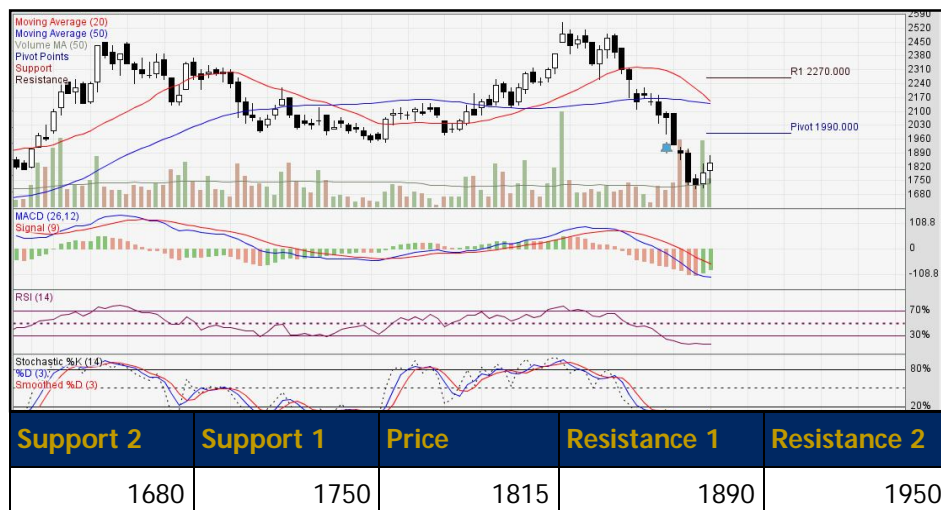 Moving Average (20)
Moving Average (50)
Volume MA (50)
Pivot Points
Support
Resistance
2590
2520
2450
2380
2310
2240
2170
2100
2030
1960
1890
1820
1750
1680
R1 2270.000
Pivot 1990.000
MACD (26,12)
Signal (9)
108.8
0
-108.8
RSI (14)
70%
30%
Stochastic %K (14)
%D (3)
Smoothed %D (3)
80%
20%
Support 2 Support 1 Price Resistance 1 Resistance 2
1680 1750 1815 1890 1950